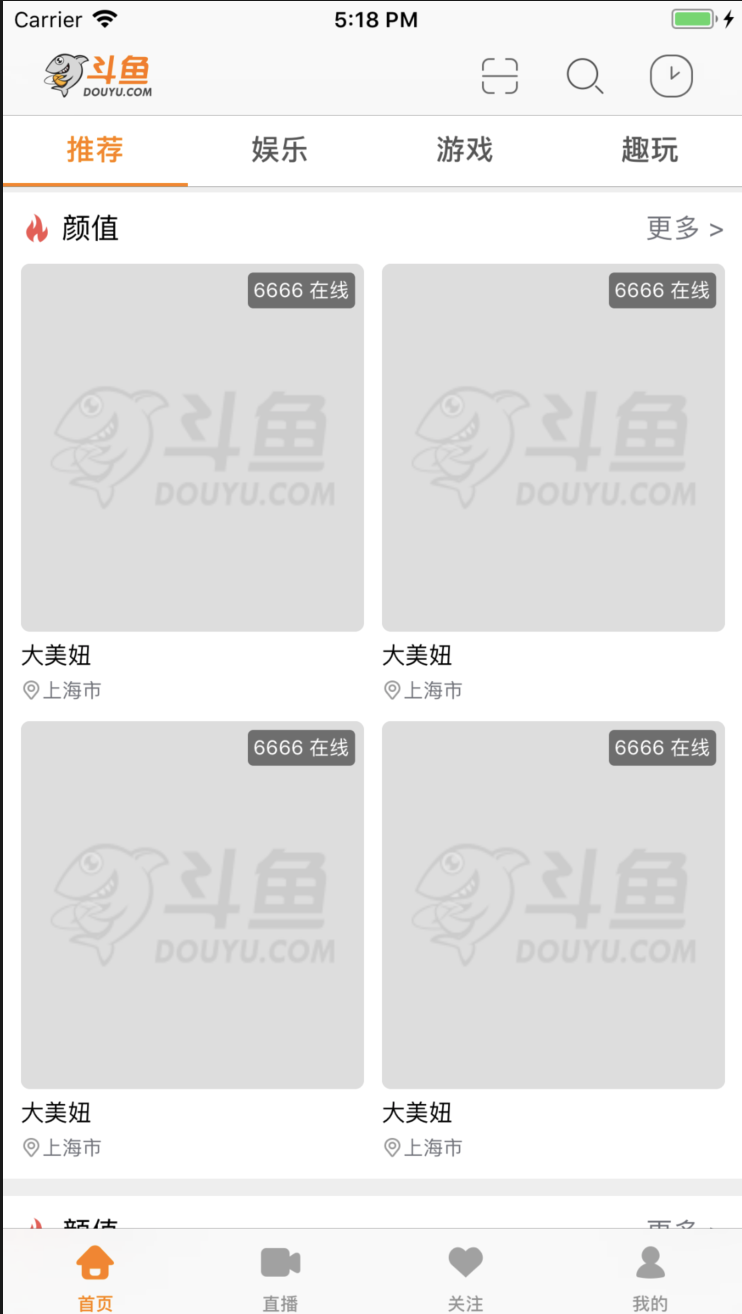 Carrier 5:18 PM
斗鱼
DOUYU.COM
推荐 娱乐 游戏 趣玩
颜值 更多 >
6666 在线 6666 在线
斗鱼 斗鱼
DOUYU.COM DOUYU.COM
大美妞 大美妞
上海市 上海市
6666 在线 6666 在线
斗鱼 斗鱼
DOUYU.COM DOUYU.COM
大美妞 大美妞
上海市 上海市
颜值 更多 >
首页 直播 关注 我的